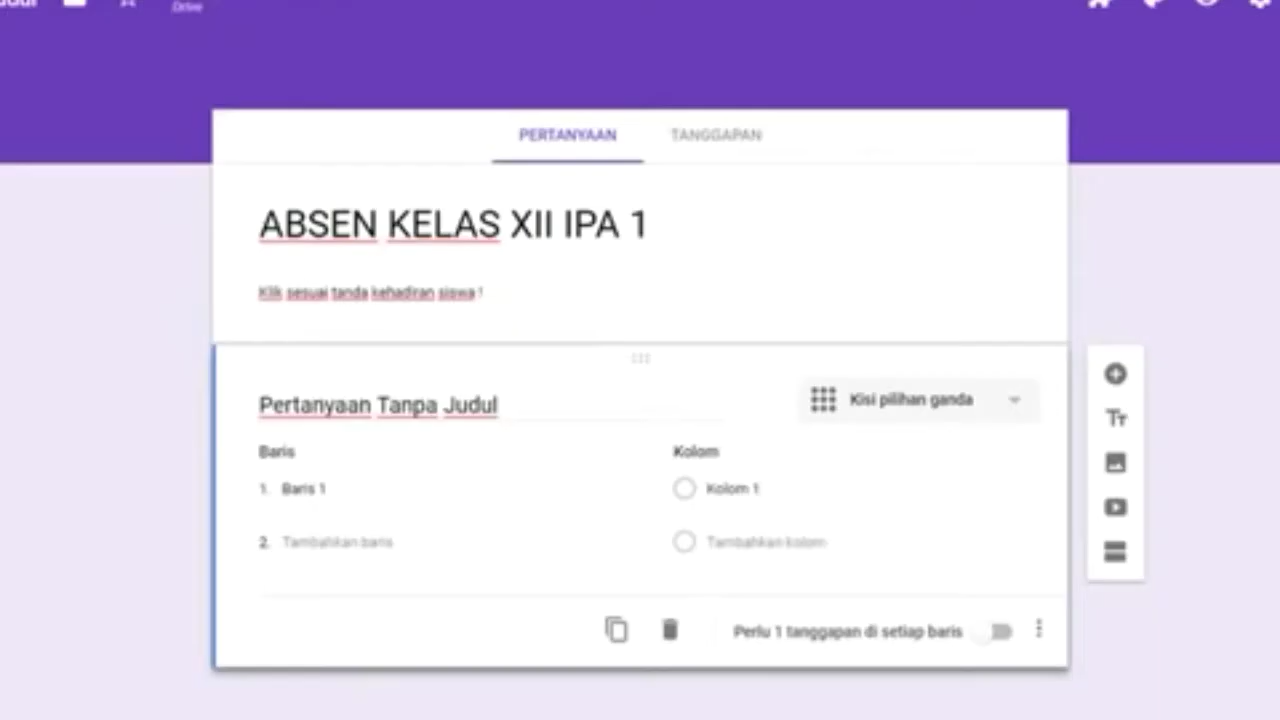 Drive
PERTANYAAN TANGGAPAN
ABSEN KELAS XII IPA 1
Klik sesuai tanda kehadiran siswa !
Pertanyaan Tanpa Judul
Kisi pilihan ganda
Baris Kolom
1. Baris 1 Kolom 1
2. Tambahkan baris Tambahkan kolom
Perlu 1 tanggapan di setiap baris